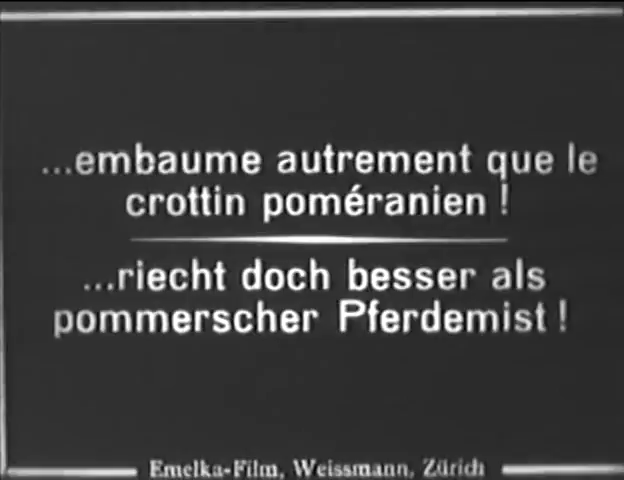 ...embaume autrement que le
crottin poméranien !
...riecht doch besser als
pommerscher Pferdemist !
Emelka-Film, Weissmann, Zürich